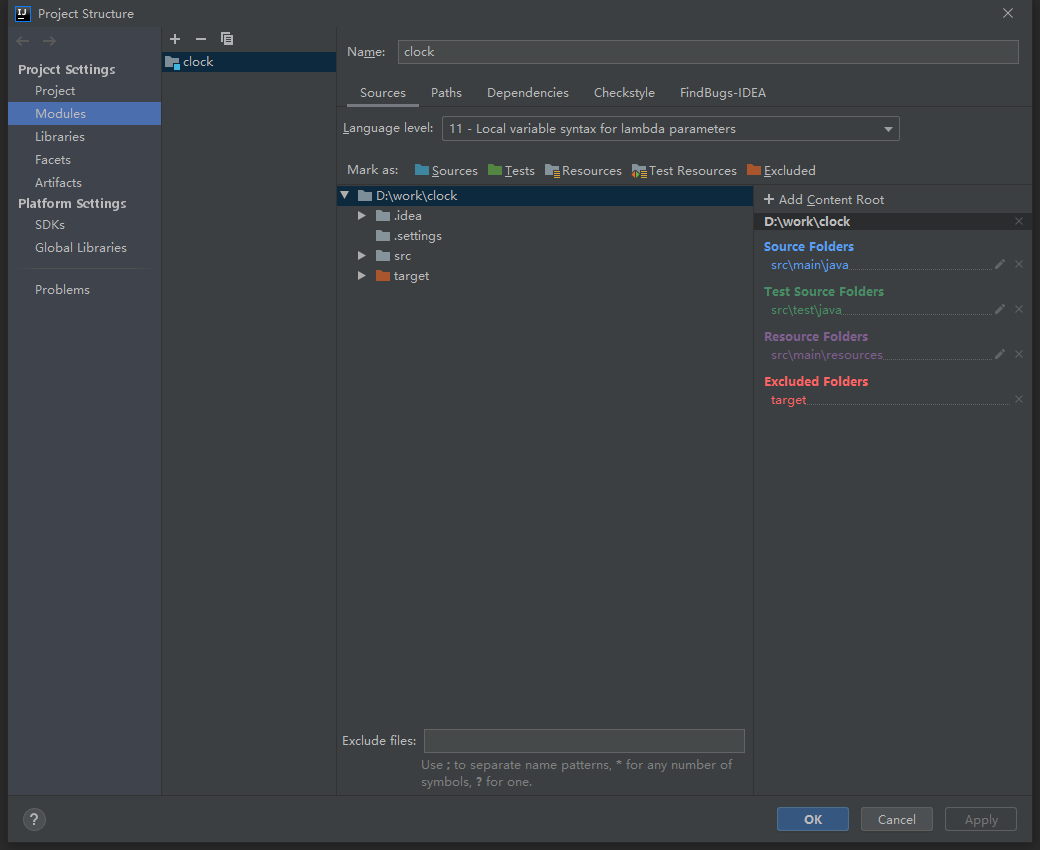 Project Structure
Project Settings
Project
Modules
Libraries
Facets
Artifacts
Platform Settings
SDKs
Global Libraries
Problems
clock
Name: clock
Sources Paths Dependencies Checkstyle FindBugs-IDEA
Language level: 11 - Local variable syntax for lambda parameters
Mark as: Sources Tests Resources Test Resources Excluded
D:\work\clock
.idea
.settings
src
target
Exclude files:
Use ; to separate name patterns, * for any number of
symbols, ? for one.
+ Add Content Root
D:\work\clock
Source Folders
src\main\java
Test Source Folders
src\test\java
Resource Folders
src\main\resources
Excluded Folders
target
? OK Cancel Apply